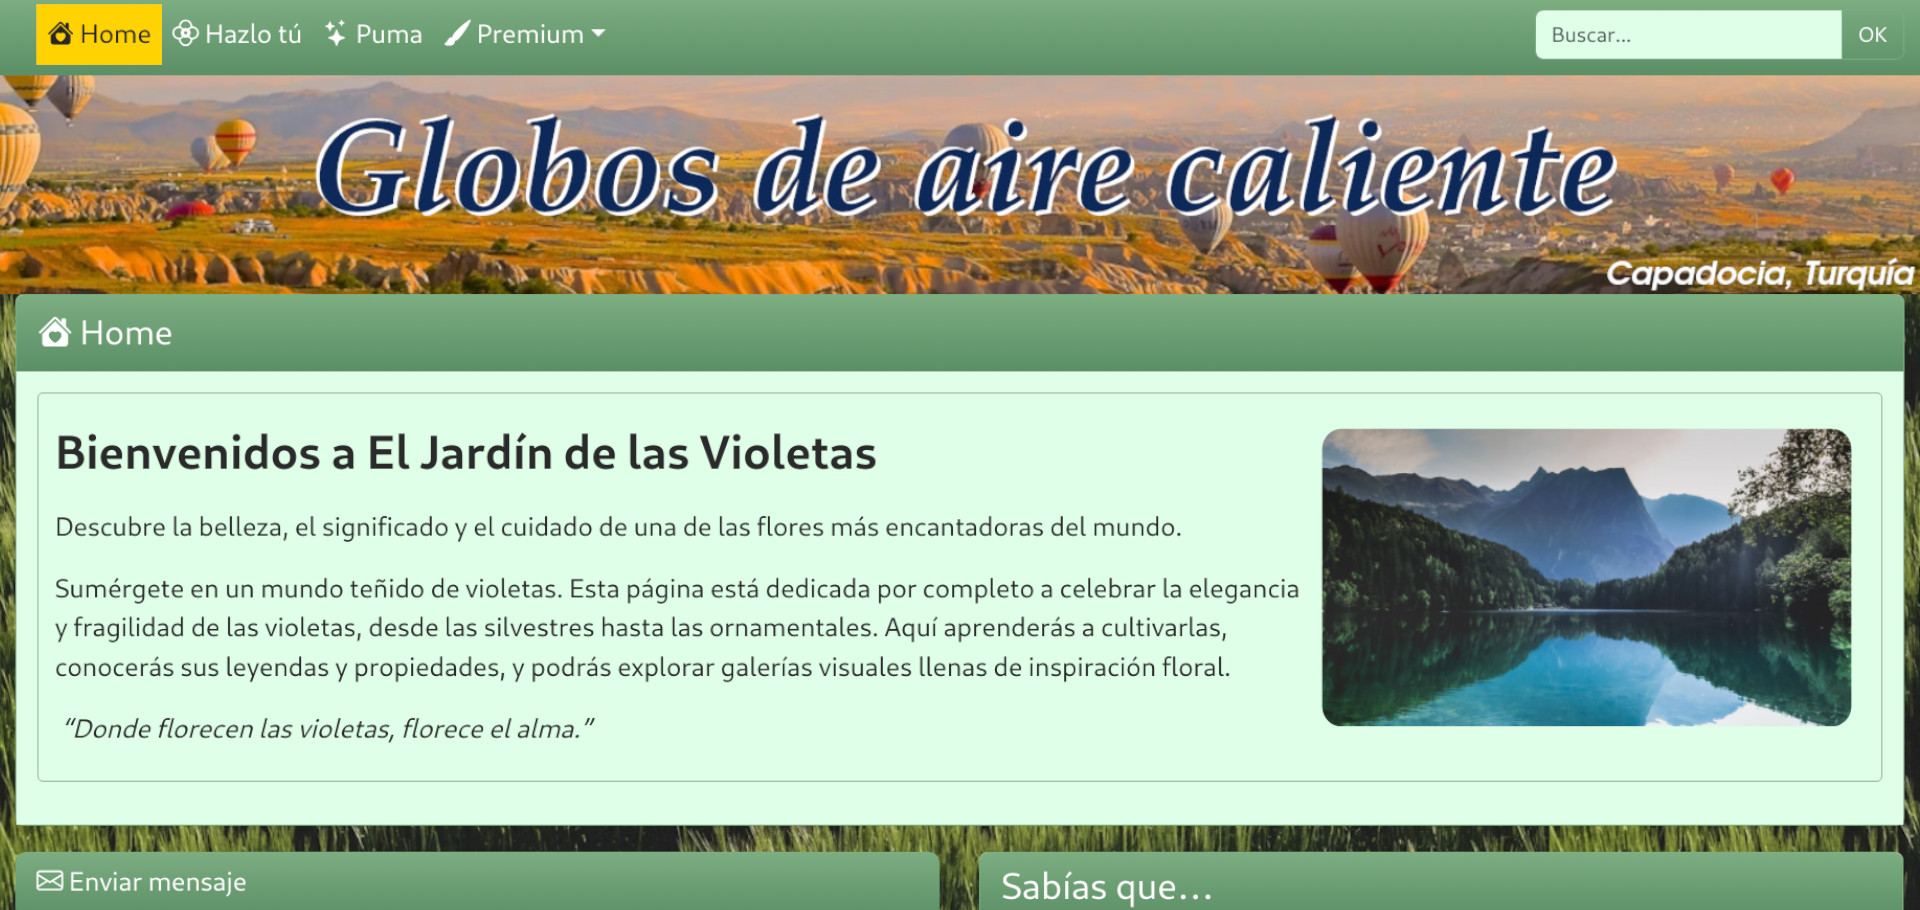 Home Hazlo tú Puma Premium Buscar... OK
Globos de aire caliente
Capadocia, Turquía
Home
Bienvenidos a El Jardín de las Violetas
Descubre la belleza, el significado y el cuidado de una de las flores más encantadoras del mundo.
Sumérgete en un mundo teñido de violetas. Esta página está dedicada por completo a celebrar la elegancia
y fragilidad de las violetas, desde las silvestres hasta las ornamentales. Aquí aprenderás a cultivarlas,
conocerás sus leyendas y propiedades, y podrás explorar galerías visuales llenas de inspiración floral.
“Donde florecen las violetas, florece el alma.”
Enviar mensaje
Sabías que...